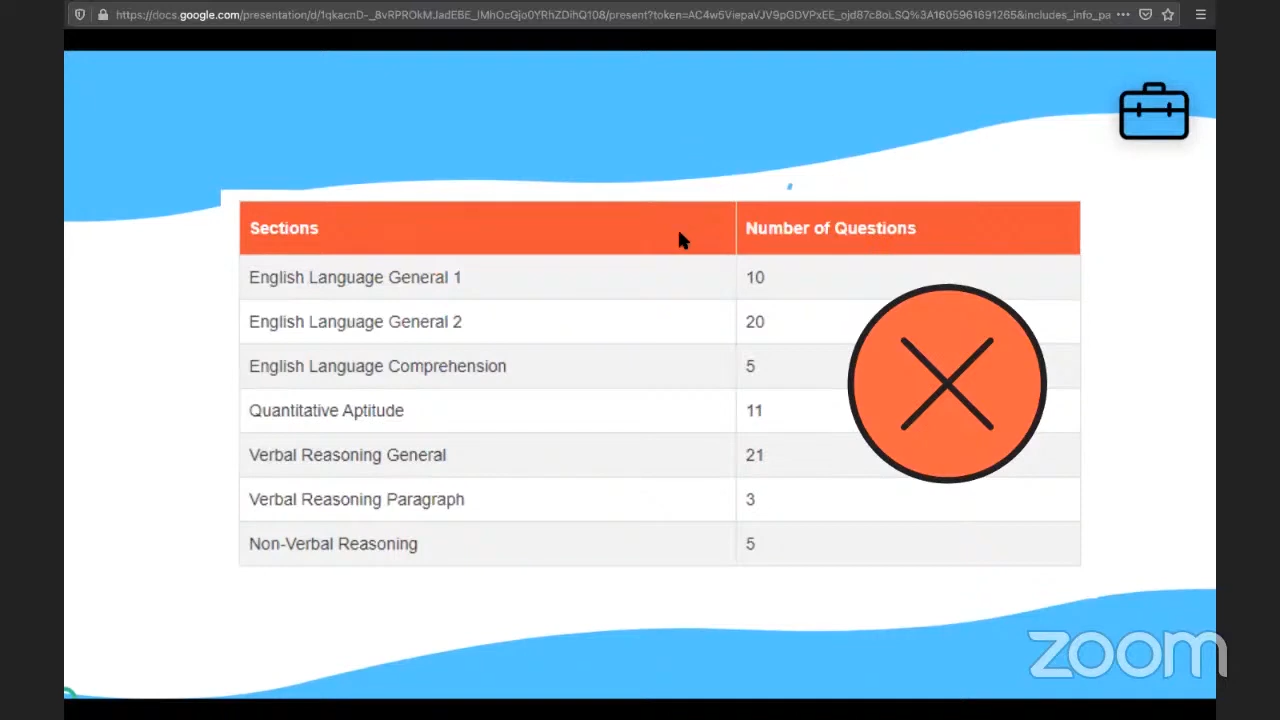 https://docs.google.com/presentation/d/1qkacnD-_8vRPROkMJadEBE_IMhOcGjo0YRhZDihQ108/present?token=AC4w5ViepaVJV9pGDVPxEE_ojd87c8oLSQ%3A1605961691265&includes_info_pa
Sections Number of Questions
English Language General 1 10
English Language General 2 20
English Language Comprehension 5
Quantitative Aptitude 11
Verbal Reasoning General 21
Verbal Reasoning Paragraph 3
Non-Verbal Reasoning 5
zoom